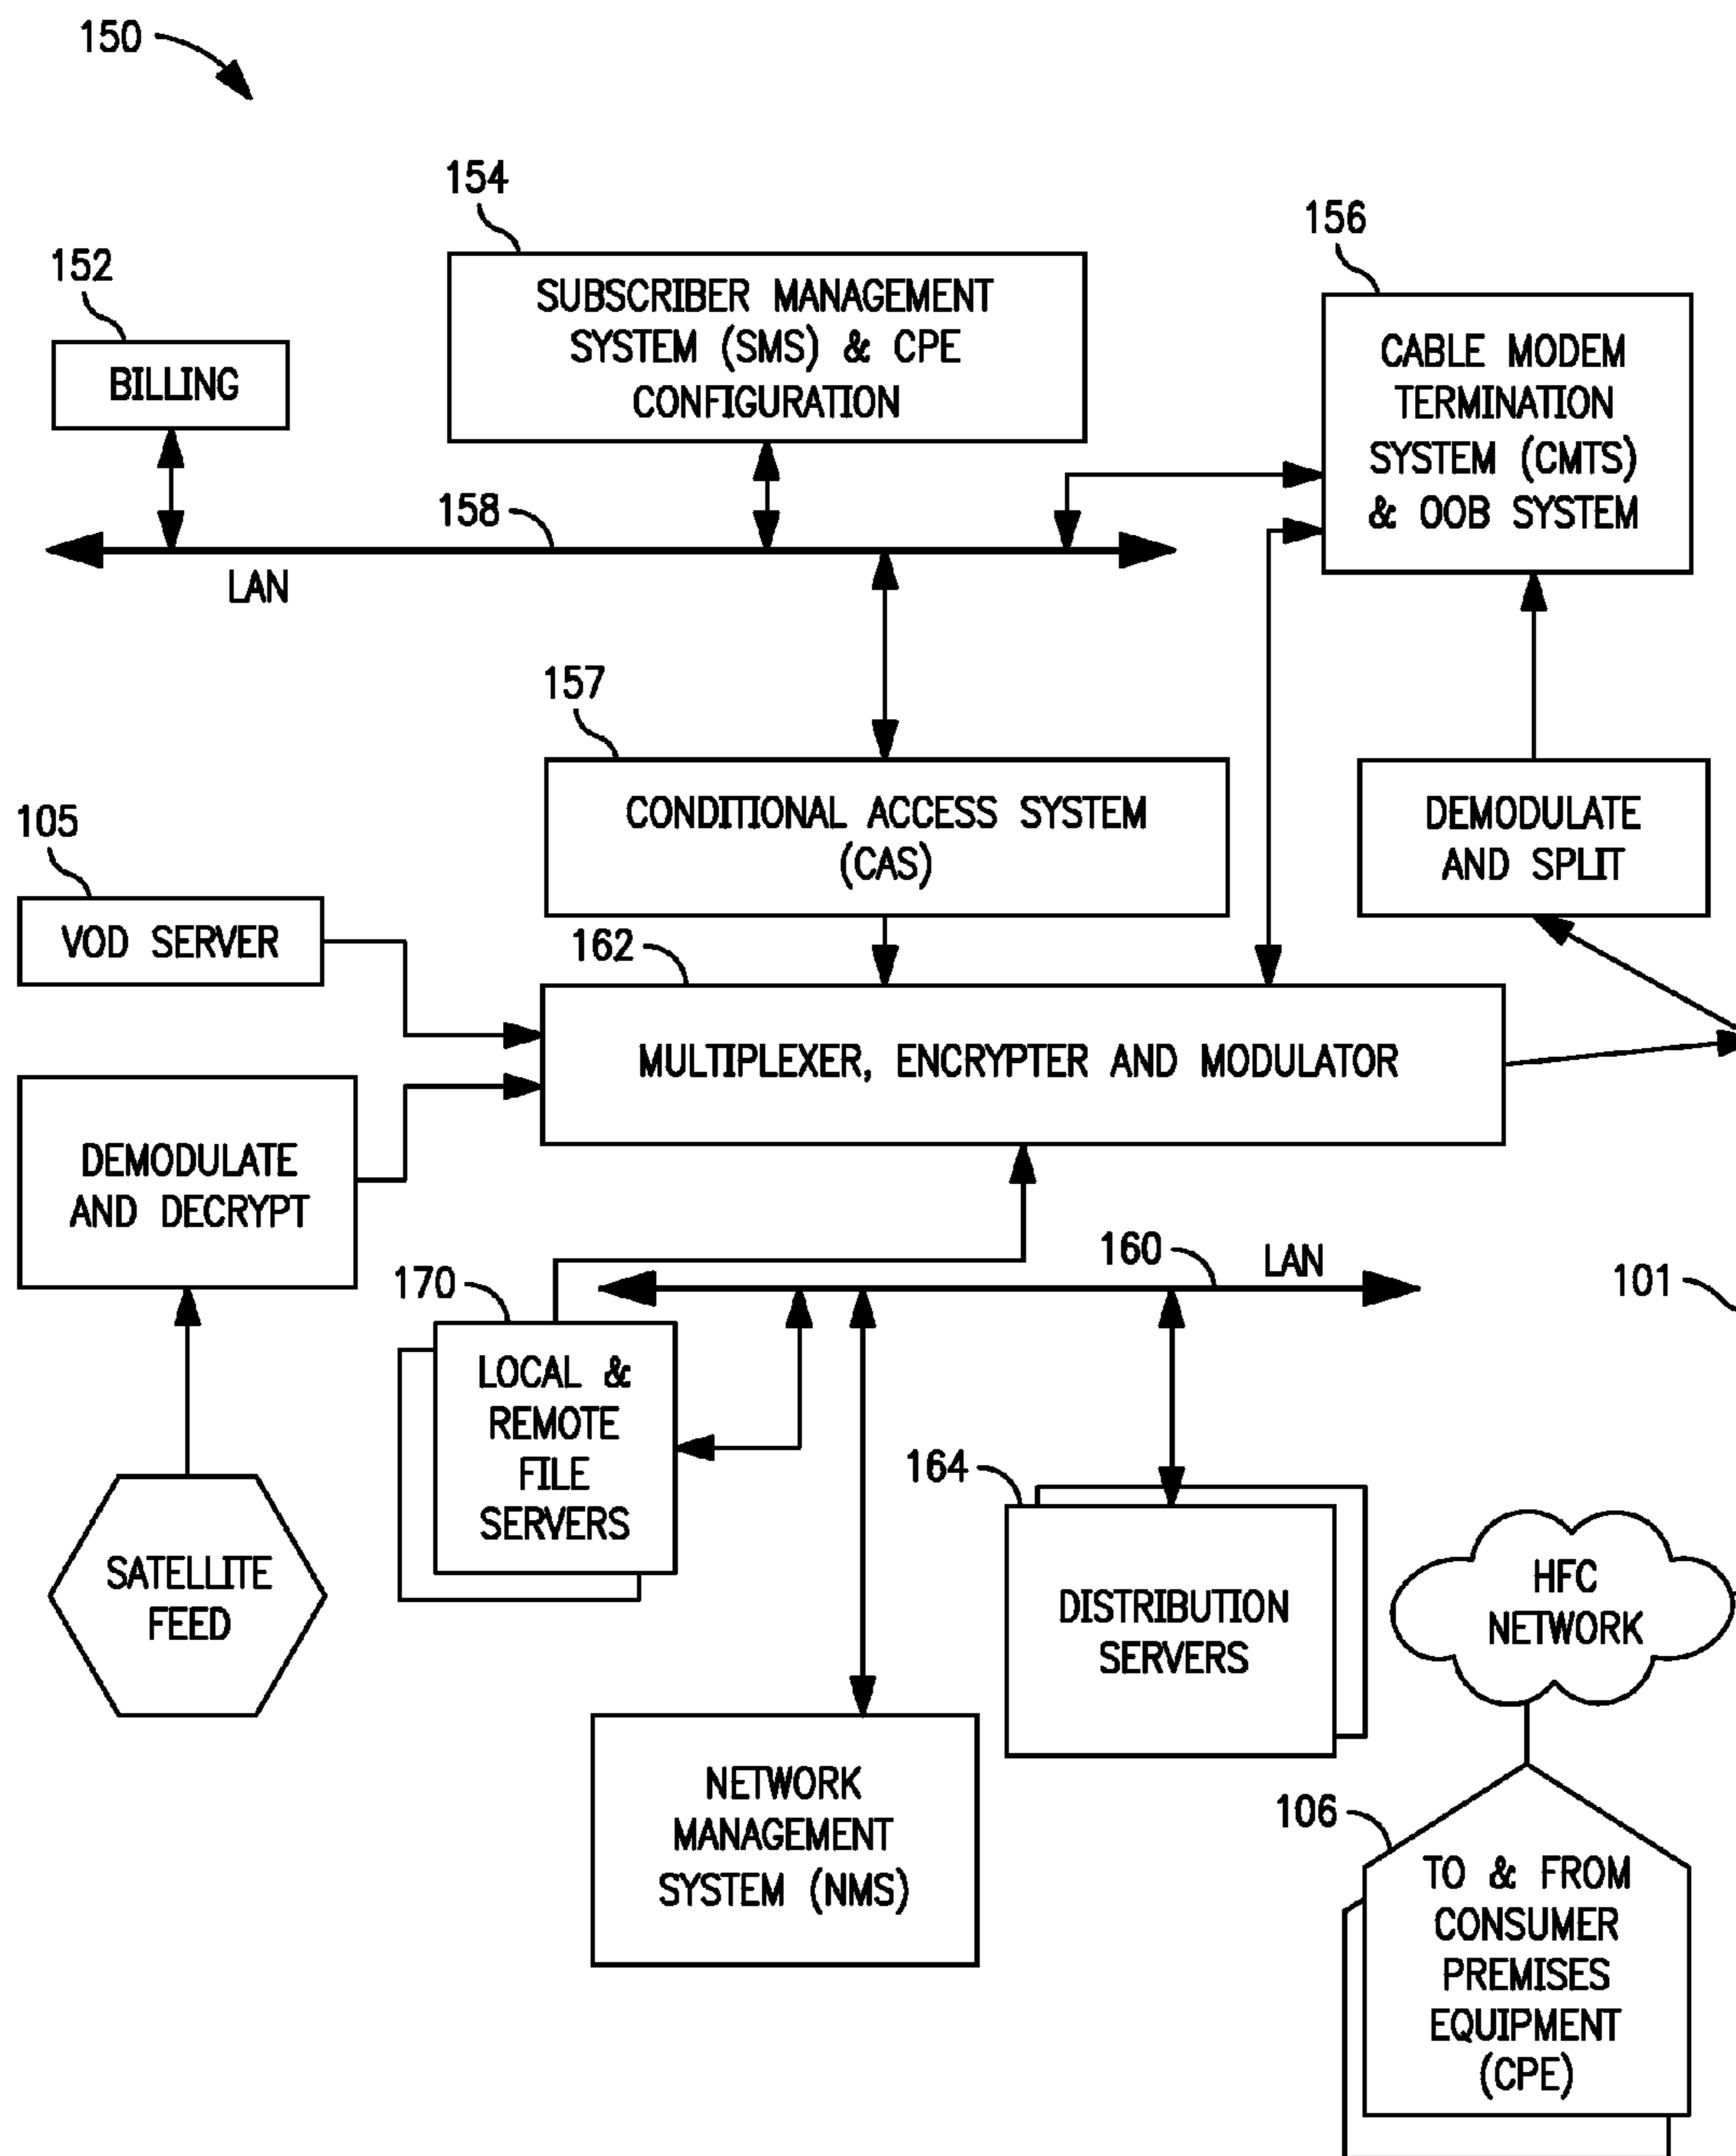 150
154
SUBSCRIBER MANAGEMENT
SYSTEM (SMS) & CPE
CONFIGURATION
156
CABLE MODEM
TERMINATION
SYSTEM (CMTS)
& OOB SYSTEM
152
BILLING
158
LAN
157
CONDITIONAL ACCESS SYSTEM
(CAS)
DEMODULATE
AND SPLIT
105
VOD SERVER
162
MULTIPLEXER, ENCRYPTER AND MODULATOR
DEMODULATE
AND DECRYPT
160
LAN
101
170
LOCAL &
REMOTE
FILE
SERVERS
164
DISTRIBUTION
SERVERS
SATELLITE
FEED
HFC
NETWORK
NETWORK
MANAGEMENT
SYSTEM (NMS)
106
TO & FROM
CONSUMER
PREMISES
EQUIPMENT
(CPE)